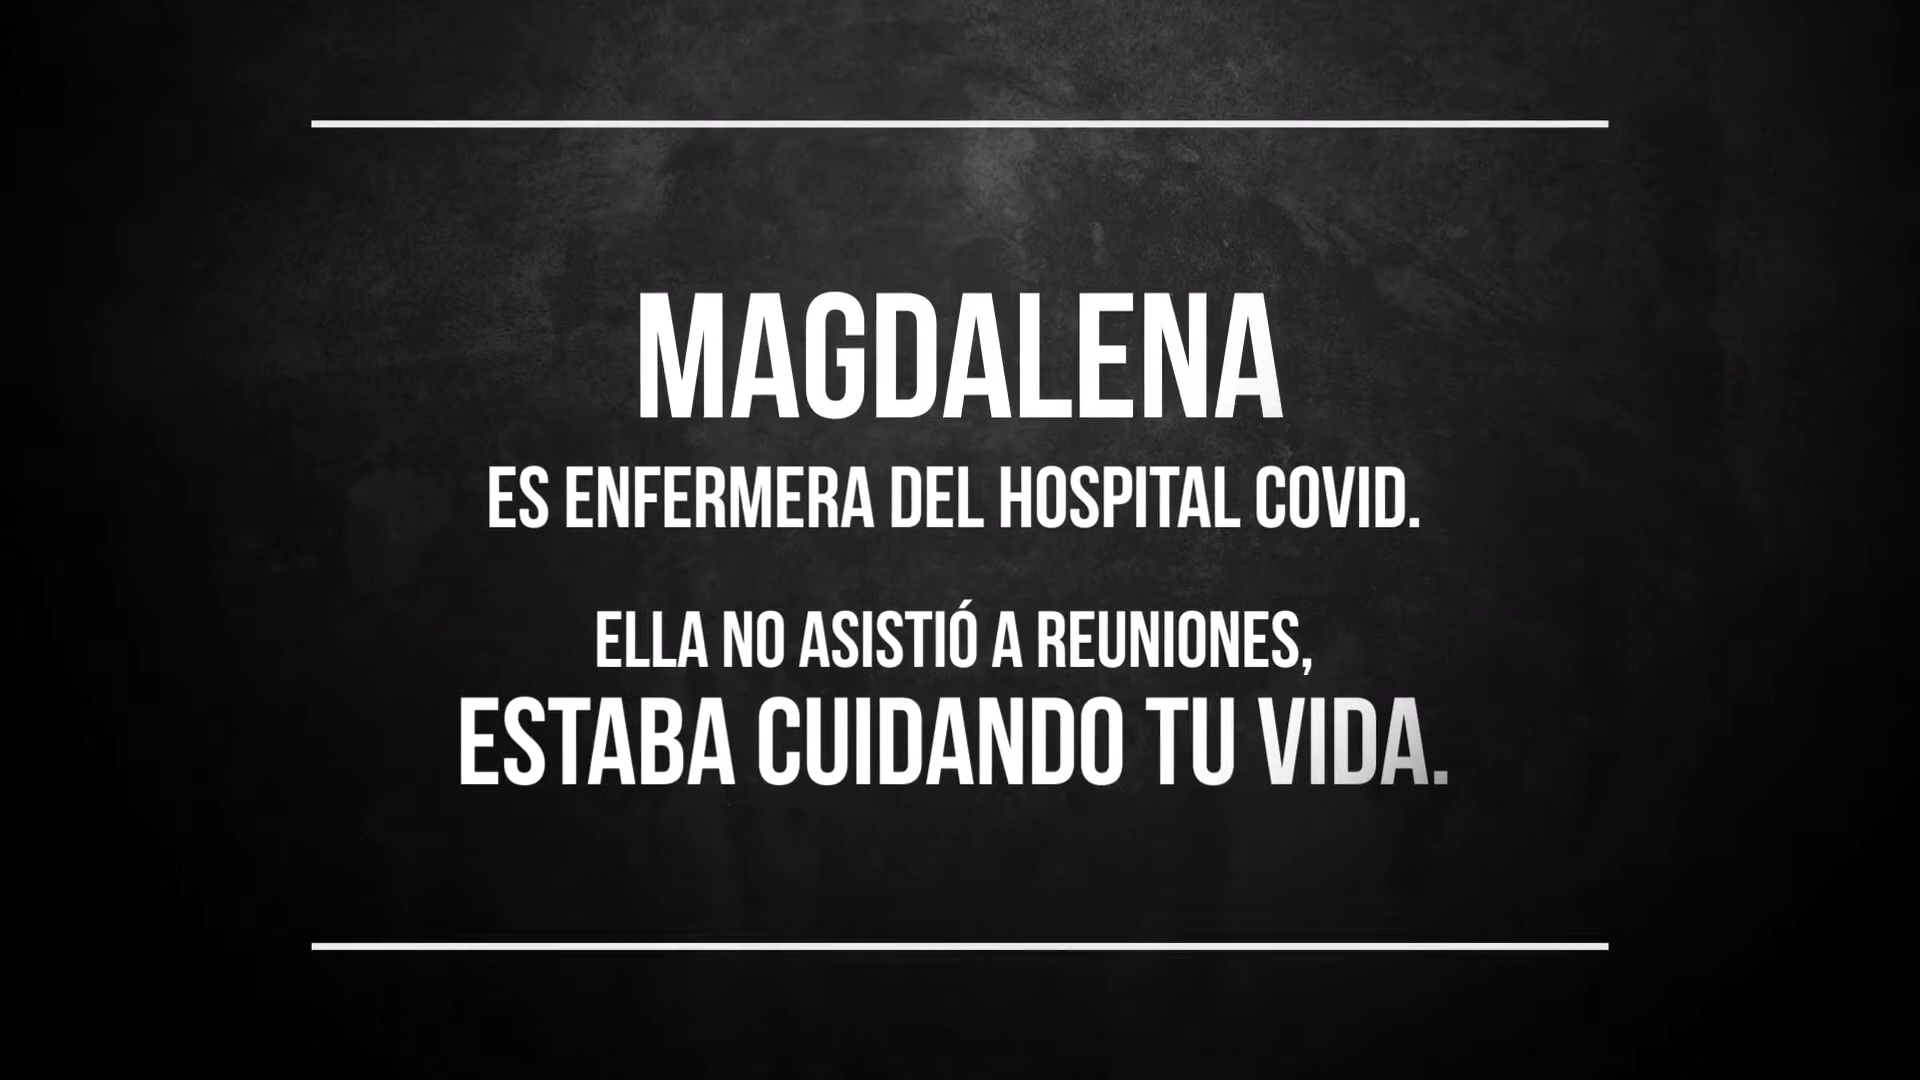 MAGDALENA
ES ENFERMERA DEL HOSPITAL COVID.
ELLA NO ASISTIÓ A REUNIONES,
ESTABA CUIDANDO TU VIDA.